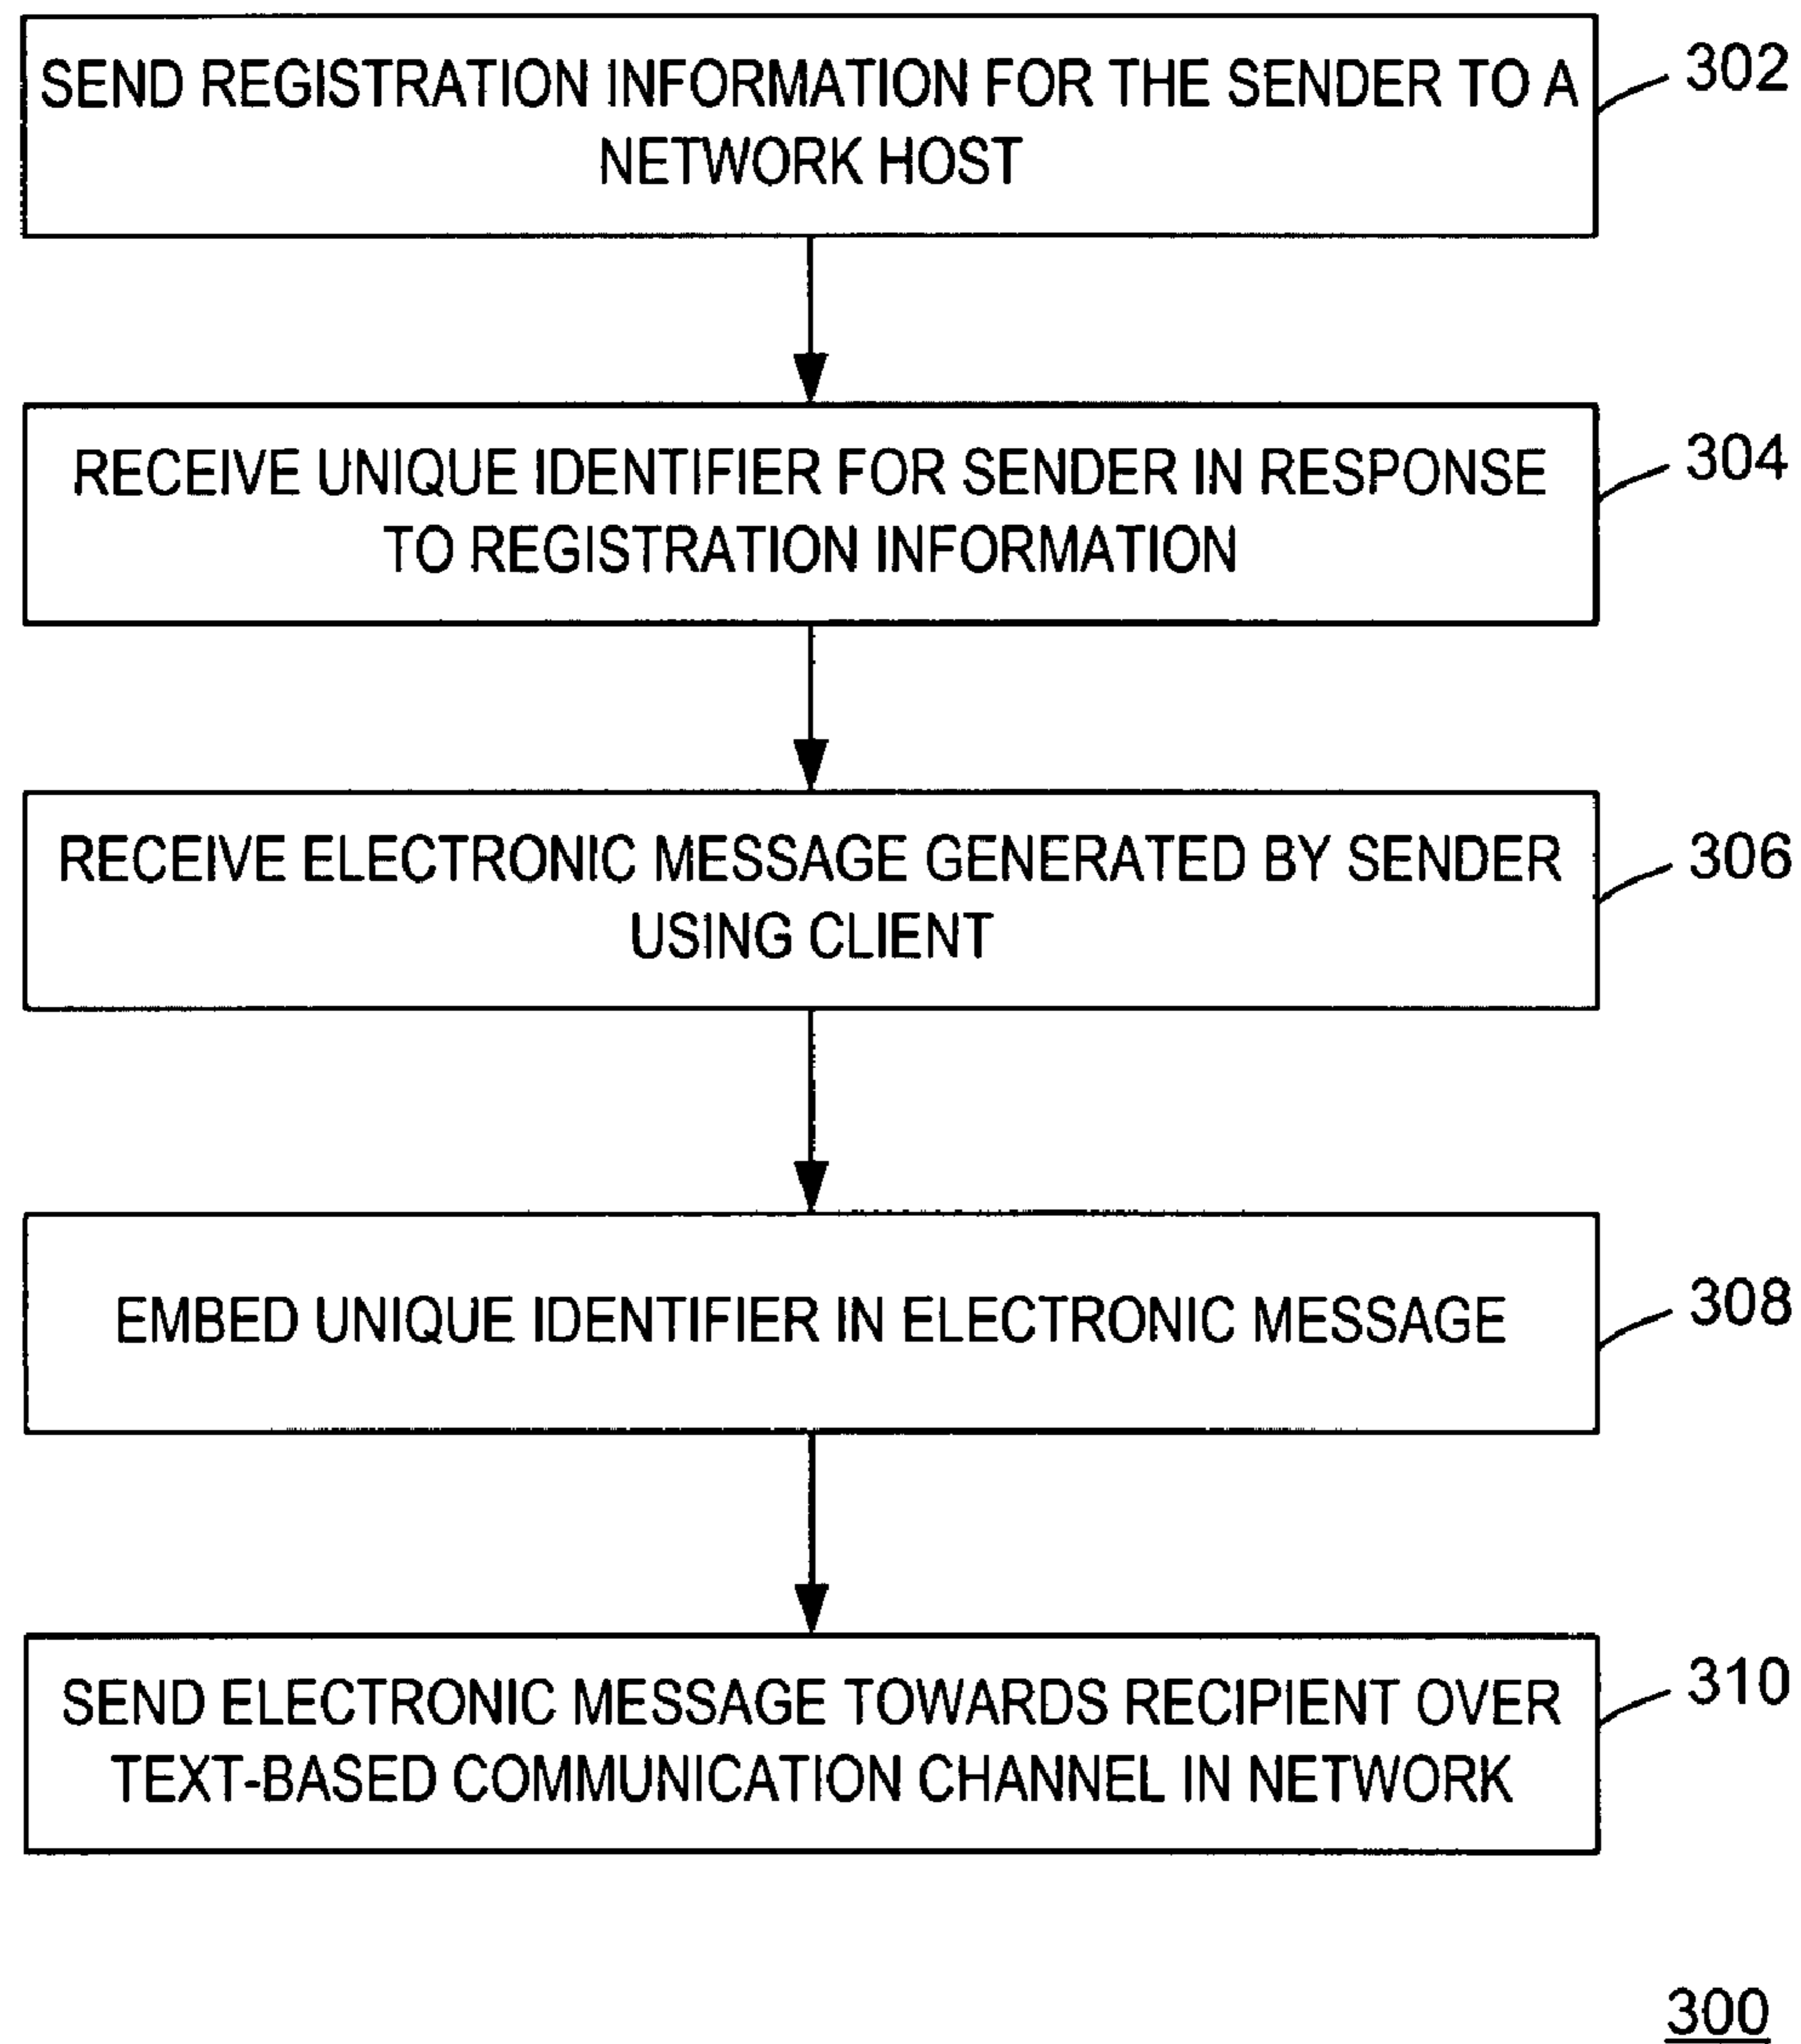 SEND REGISTRATION INFORMATION FOR THE SENDER TO A
NETWORK HOST
302
RECEIVE UNIQUE IDENTIFIER FOR SENDER IN RESPONSE
TO REGISTRATION INFORMATION
304
RECEIVE ELECTRONIC MESSAGE GENERATED BY SENDER
USING CLIENT
306
EMBED UNIQUE IDENTIFIER IN ELECTRONIC MESSAGE
308
SEND ELECTRONIC MESSAGE TOWARDS RECIPIENT OVER
TEXT-BASED COMMUNICATION CHANNEL IN NETWORK
310
300